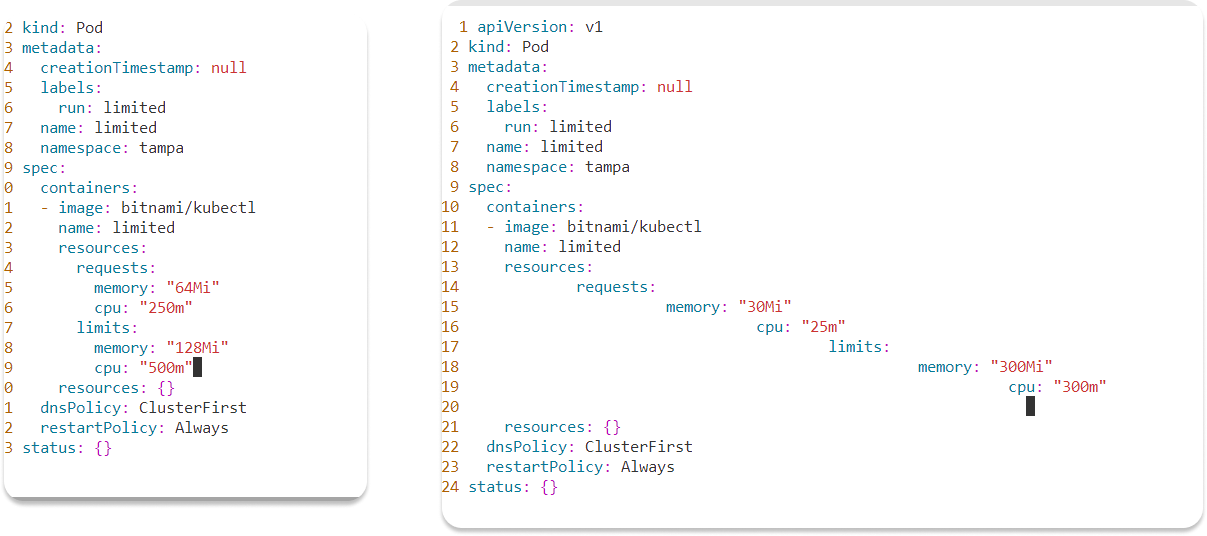 2 kind: Pod
3 metadata:
4   creationTimestamp: null
5   labels:
6     run: limited
7   name: limited
8   namespace: tampa
9 spec:
0   containers:
1   - image: bitnami/kubectl
2     name: limited
3     resources:
4       requests:
5         memory: "64Mi"
6         cpu: "250m"
7       limits:
8         memory: "128Mi"
9         cpu: "500m"
0     resources: {}
1   dnsPolicy: ClusterFirst
2   restartPolicy: Always
3 status: {}
1 apiVersion: v1
2 kind: Pod
3 metadata:
4   creationTimestamp: null
5   labels:
6     run: limited
7   name: limited
8   namespace: tampa
9 spec:
10   containers:
11   - image: bitnami/kubectl
12     name: limited
13     resources:
14             requests:
15                       memory: "30Mi"
16                                 cpu: "25m"
17                                         limits:
18                                                   memory: "300Mi"
19                                                             cpu: "300m"
20
21     resources: {}
22   dnsPolicy: ClusterFirst
23   restartPolicy: Always
24 status: {}